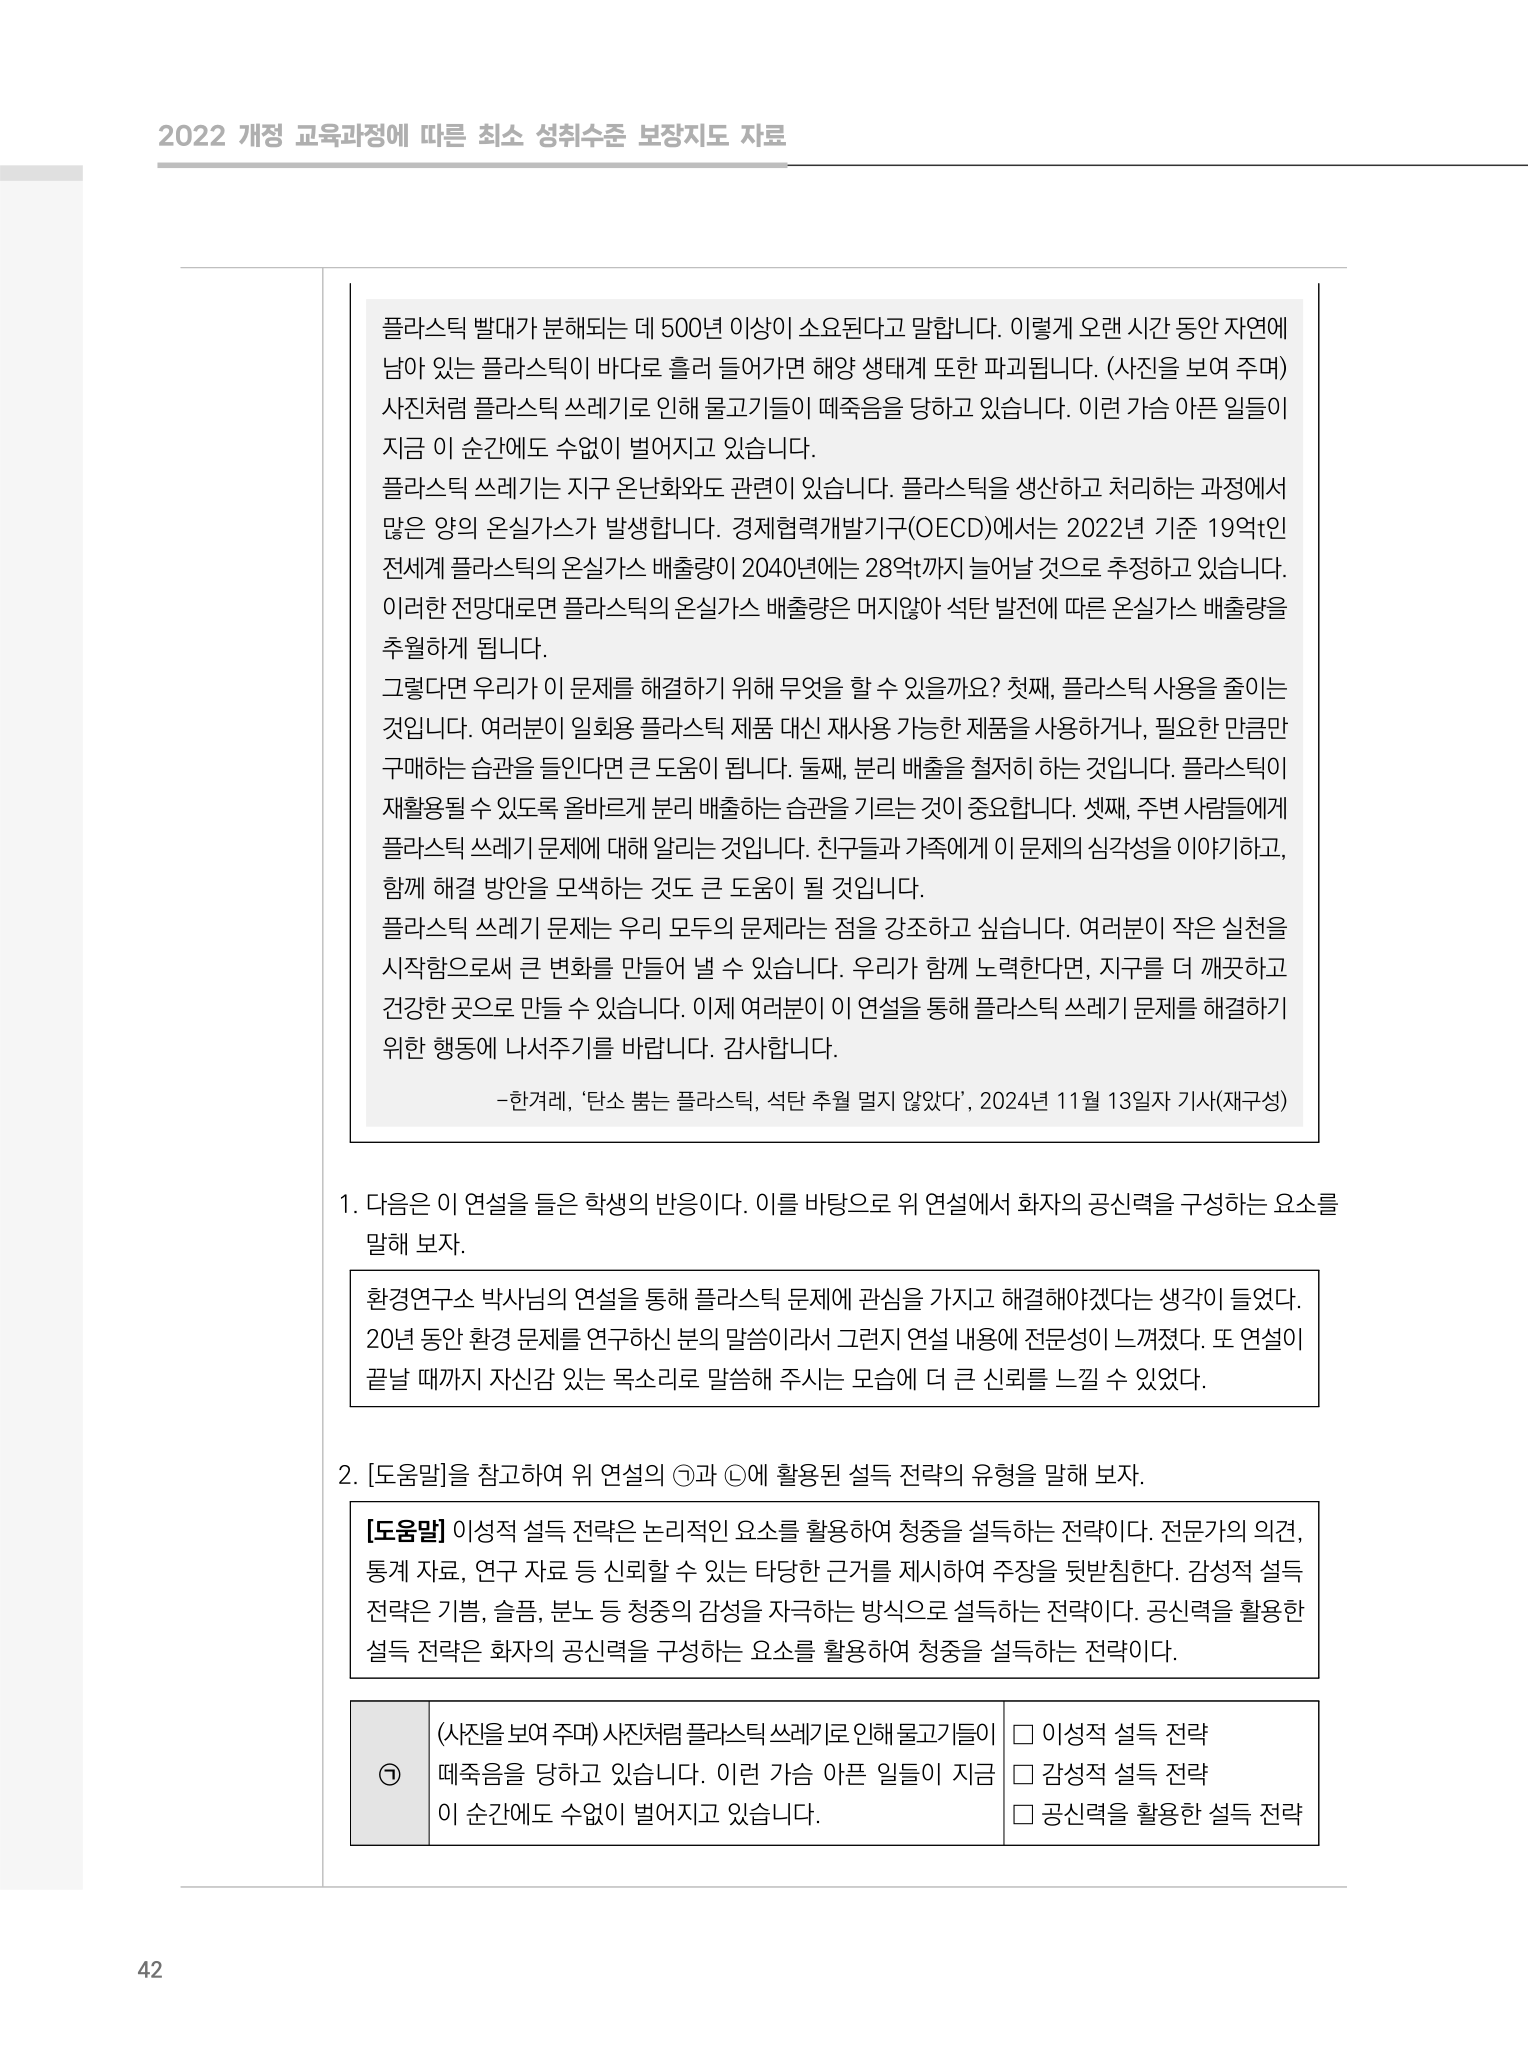 2022 개정 교육과정에 따른 최소 성취수준 보장지도 자료
플라스틱 빨대가 분해되는 데 500년 이상이 소요된다고 말합니다. 이렇게 오랜 시간 동안 자연에
남아 있는 플라스틱이 바다로 흘러 들어가면 해양 생태계 또한 파괴됩니다. (사진을 보여 주며)
사진처럼 플라스틱 쓰레기로 인해 물고기들이 떼죽음을 당하고 있습니다. 이런 가슴 아픈 일들이
지금 이 순간에도 수없이 벌어지고 있습니다.
플라스틱 쓰레기는 지구 온난화와도 관련이 있습니다. 플라스틱을 생산하고 처리하는 과정에서
많은 양의 온실가스가 발생합니다. 경제협력개발기구(OECD)에서는 2022년 기준 19억t인
전세계 플라스틱의 온실가스 배출량이 2040년에는 28억t까지 늘어날 것으로 추정하고 있습니다.
이러한 전망대로면 플라스틱의 온실가스 배출량은 머지않아 석탄 발전에 따른 온실가스 배출량을
추월하게 됩니다.
그렇다면 우리가 이 문제를 해결하기 위해 무엇을 할 수 있을까요? 첫째, 플라스틱 사용을 줄이는
것입니다. 여러분이 일회용 플라스틱 제품 대신 재사용 가능한 제품을 사용하거나, 필요한 만큼만
구매하는 습관을 들인다면 큰 도움이 됩니다. 둘째, 분리 배출을 철저히 하는 것입니다. 플라스틱이
재활용될 수 있도록 올바르게 분리 배출하는 습관을 기르는 것이 중요합니다. 셋째, 주변 사람들에게
플라스틱 쓰레기 문제에 대해 알리는 것입니다. 친구들과 가족에게 이 문제의 심각성을 이야기하고,
함께 해결 방안을 모색하는 것도 큰 도움이 될 것입니다.
플라스틱 쓰레기 문제는 우리 모두의 문제라는 점을 강조하고 싶습니다. 여러분이 작은 실천을
시작함으로써 큰 변화를 만들어 낼 수 있습니다. 우리가 함께 노력한다면, 지구를 더 깨끗하고
건강한 곳으로 만들 수 있습니다. 이제 여러분이 이 연설을 통해 플라스틱 쓰레기 문제를 해결하기
위한 행동에 나서주기를 바랍니다. 감사합니다.
-한겨레, ‘탄소 뿜는 플라스틱, 석탄 추월 멀지 않았다’, 2024년 11월 13일자 기사(재구성)
1. 다음은 이 연설을 들은 학생의 반응이다. 이를 바탕으로 위 연설에서 화자의 공신력을 구성하는 요소를
말해 보자.
환경연구소 박사님의 연설을 통해 플라스틱 문제에 관심을 가지고 해결해야겠다는 생각이 들었다.
20년 동안 환경 문제를 연구하신 분의 말씀이라서 그런지 연설 내용에 전문성이 느껴졌다. 또 연설이
끝날 때까지 자신감 있는 목소리로 말씀해 주시는 모습에 더 큰 신뢰를 느낄 수 있었다.
2. [도움말]을 참고하여 위 연설의 ㉠과 ㉡에 활용된 설득 전략의 유형을 말해 보자.
[도움말] 이성적 설득 전략은 논리적인 요소를 활용하여 청중을 설득하는 전략이다. 전문가의 의견,
통계 자료, 연구 자료 등 신뢰할 수 있는 타당한 근거를 제시하여 주장을 뒷받침한다. 감성적 설득
전략은 기쁨, 슬픔, 분노 등 청중의 감성을 자극하는 방식으로 설득하는 전략이다. 공신력을 활용한
설득 전략은 화자의 공신력을 구성하는 요소를 활용하여 청중을 설득하는 전략이다.
㉠
(사진을 보여 주며) 사진처럼 플라스틱 쓰레기로 인해 물고기들이
떼죽음을 당하고 있습니다. 이런 가슴 아픈 일들이 지금
이 순간에도 수없이 벌어지고 있습니다.
□ 이성적 설득 전략
□ 감성적 설득 전략
□ 공신력을 활용한 설득 전략
42